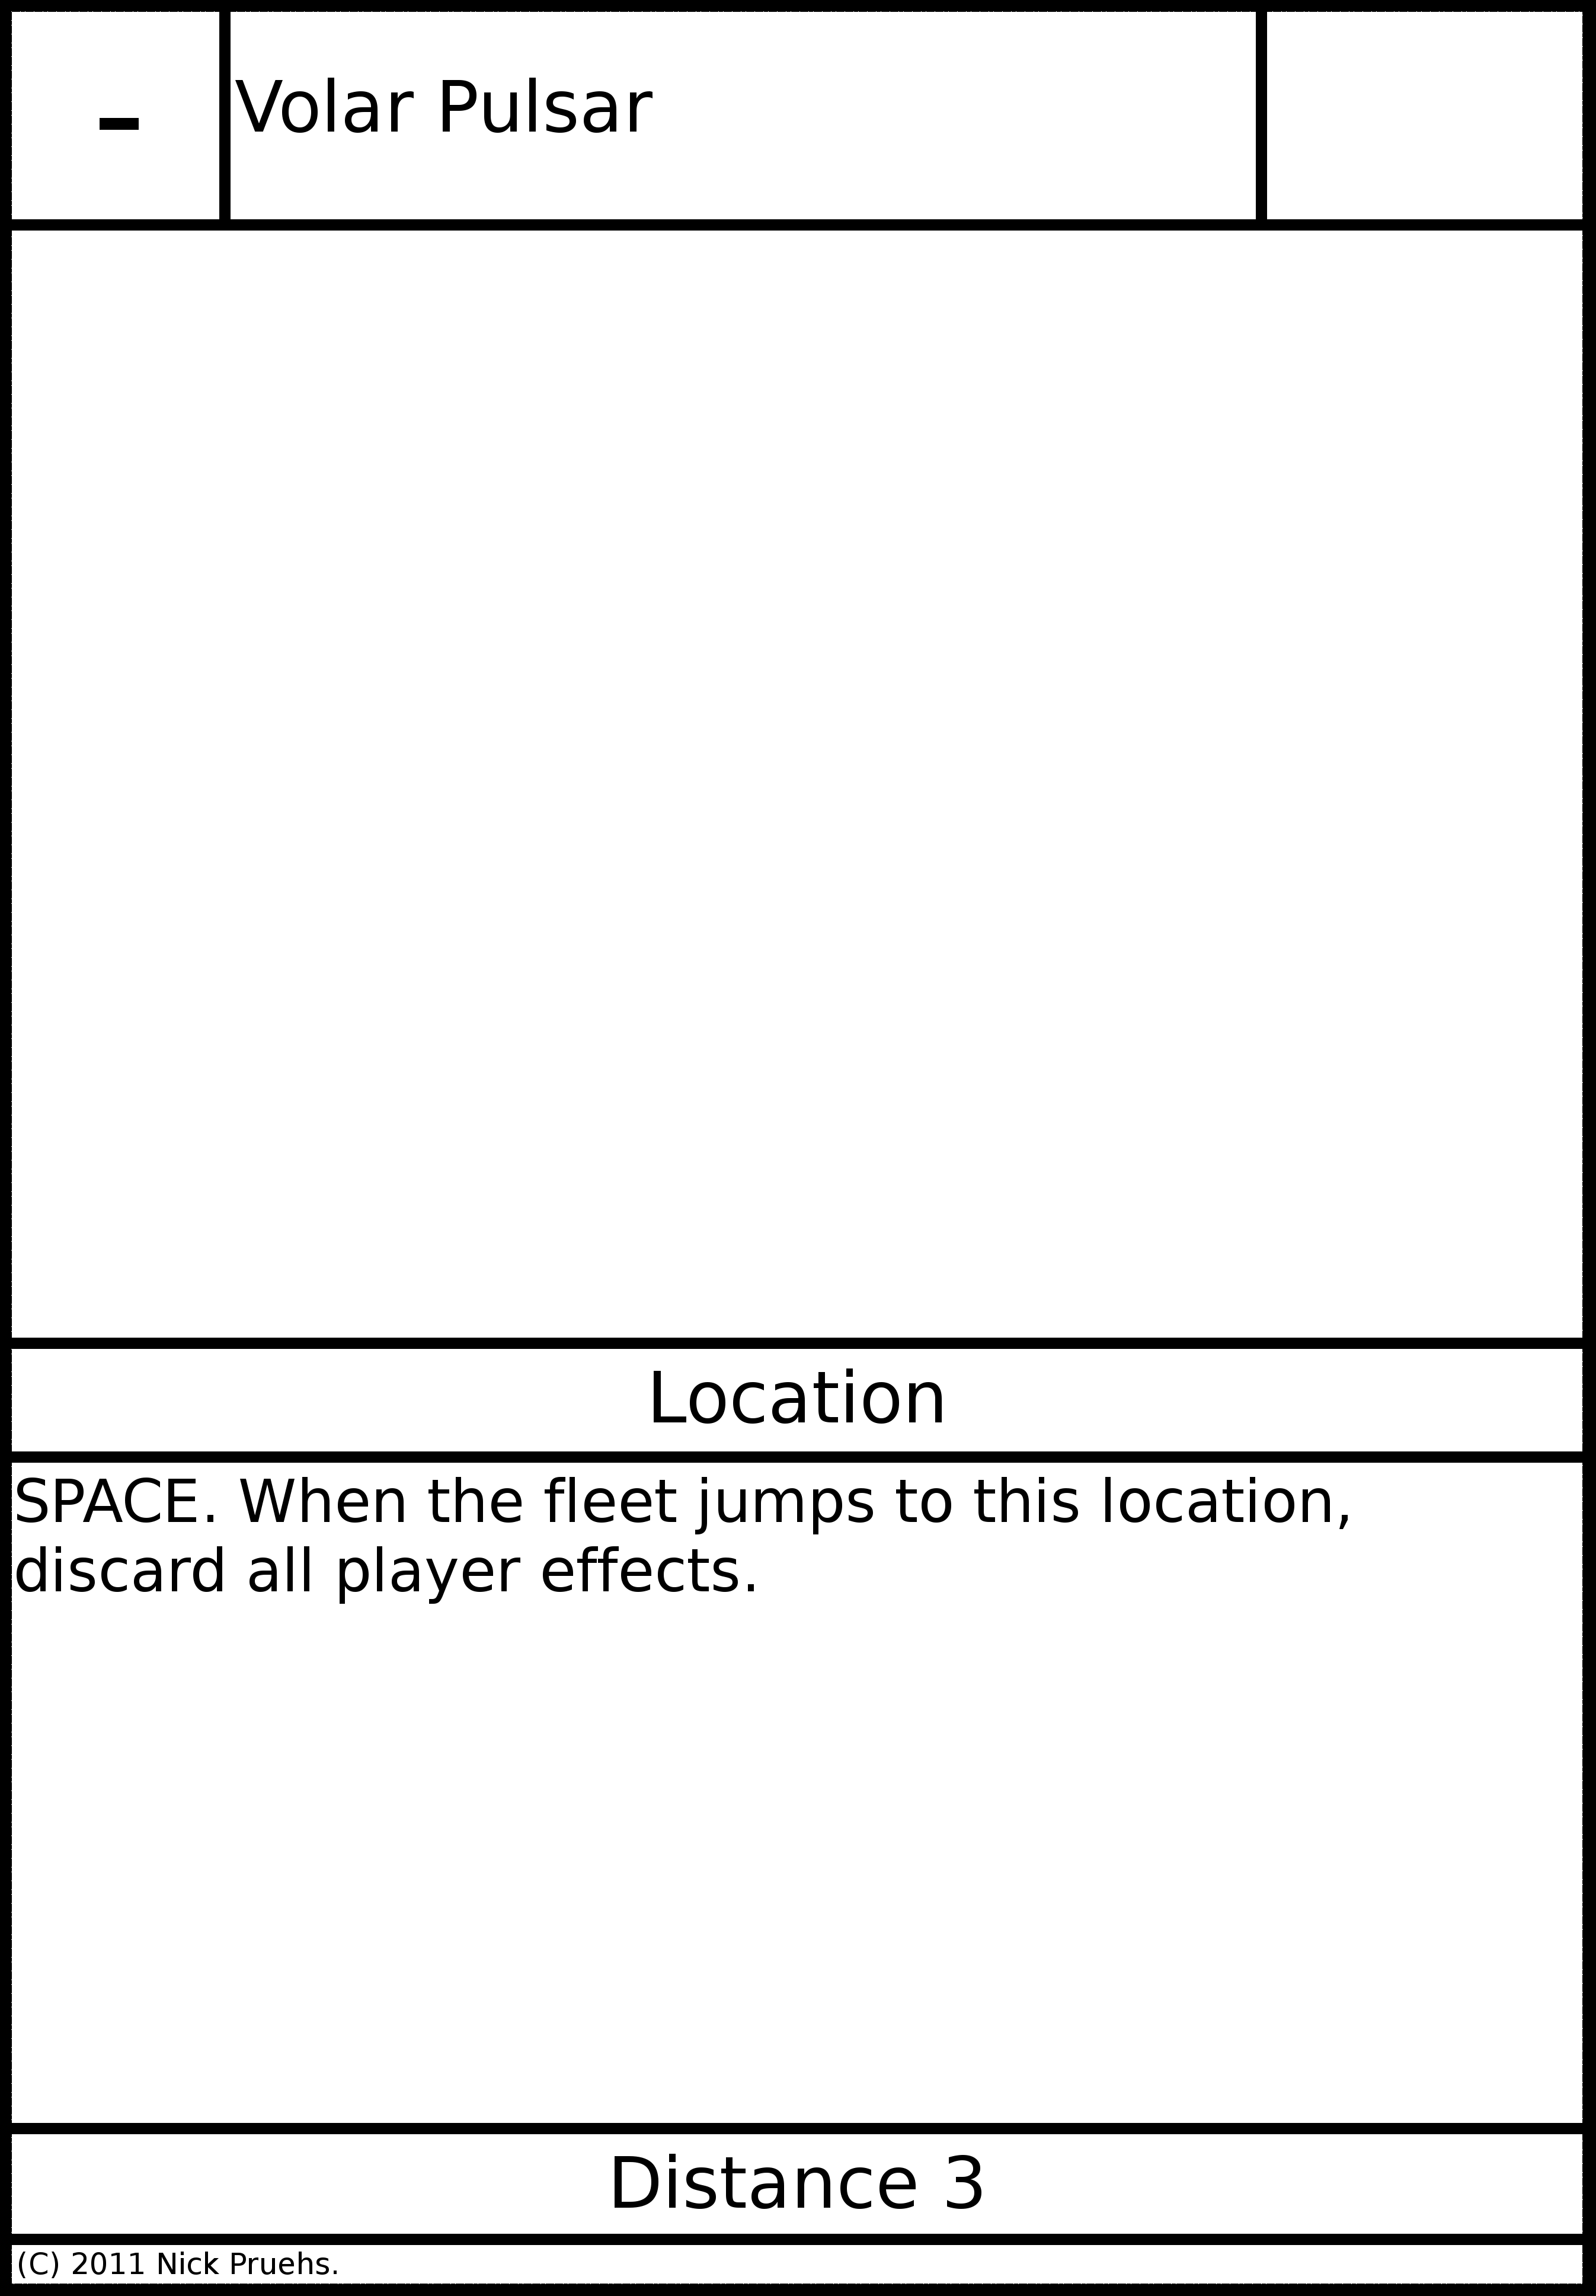 -
Volar Pulsar
Location
SPACE. When the fleet jumps to this location,
discard all player effects.
Distance 3
(C) 2011 Nick Pruehs.